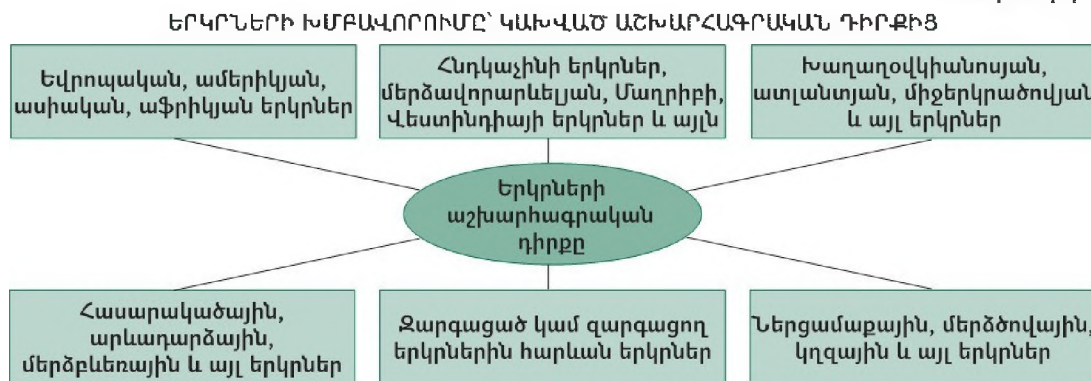 ԵՐԿՐՆԵՐԻ ԽՄԲԱՎՈՐՈՒՄԸ՝ ԿԱԽՎԱԾ ԱՇԽԱՐՀԱԳՐԱԿԱՆ ԴԻՐՔԻՑ
Եվրոպական, ամերիկյան,
ասիական, աֆրիկյան երկրներ
Հնդկաչինի երկրներ,
մերձավորարևելյան, Մաղրիբի,
Վեստինդիայի երկրներ և այլն
Խաղաղօվկիանոսյան,
ատլանտյան, միջերկրածովյան
և այլ երկրներ
Երկրների
աշխարհագրական
դիրքը
Հասարակածային,
արևադարձային,
մերձբևեռային և այլ երկրներ
Զարգացած կամ զարգացող
երկրներին հարևան երկրներ
Ներցամաքային, մերձծովային,
կղզային և այլ երկրներ